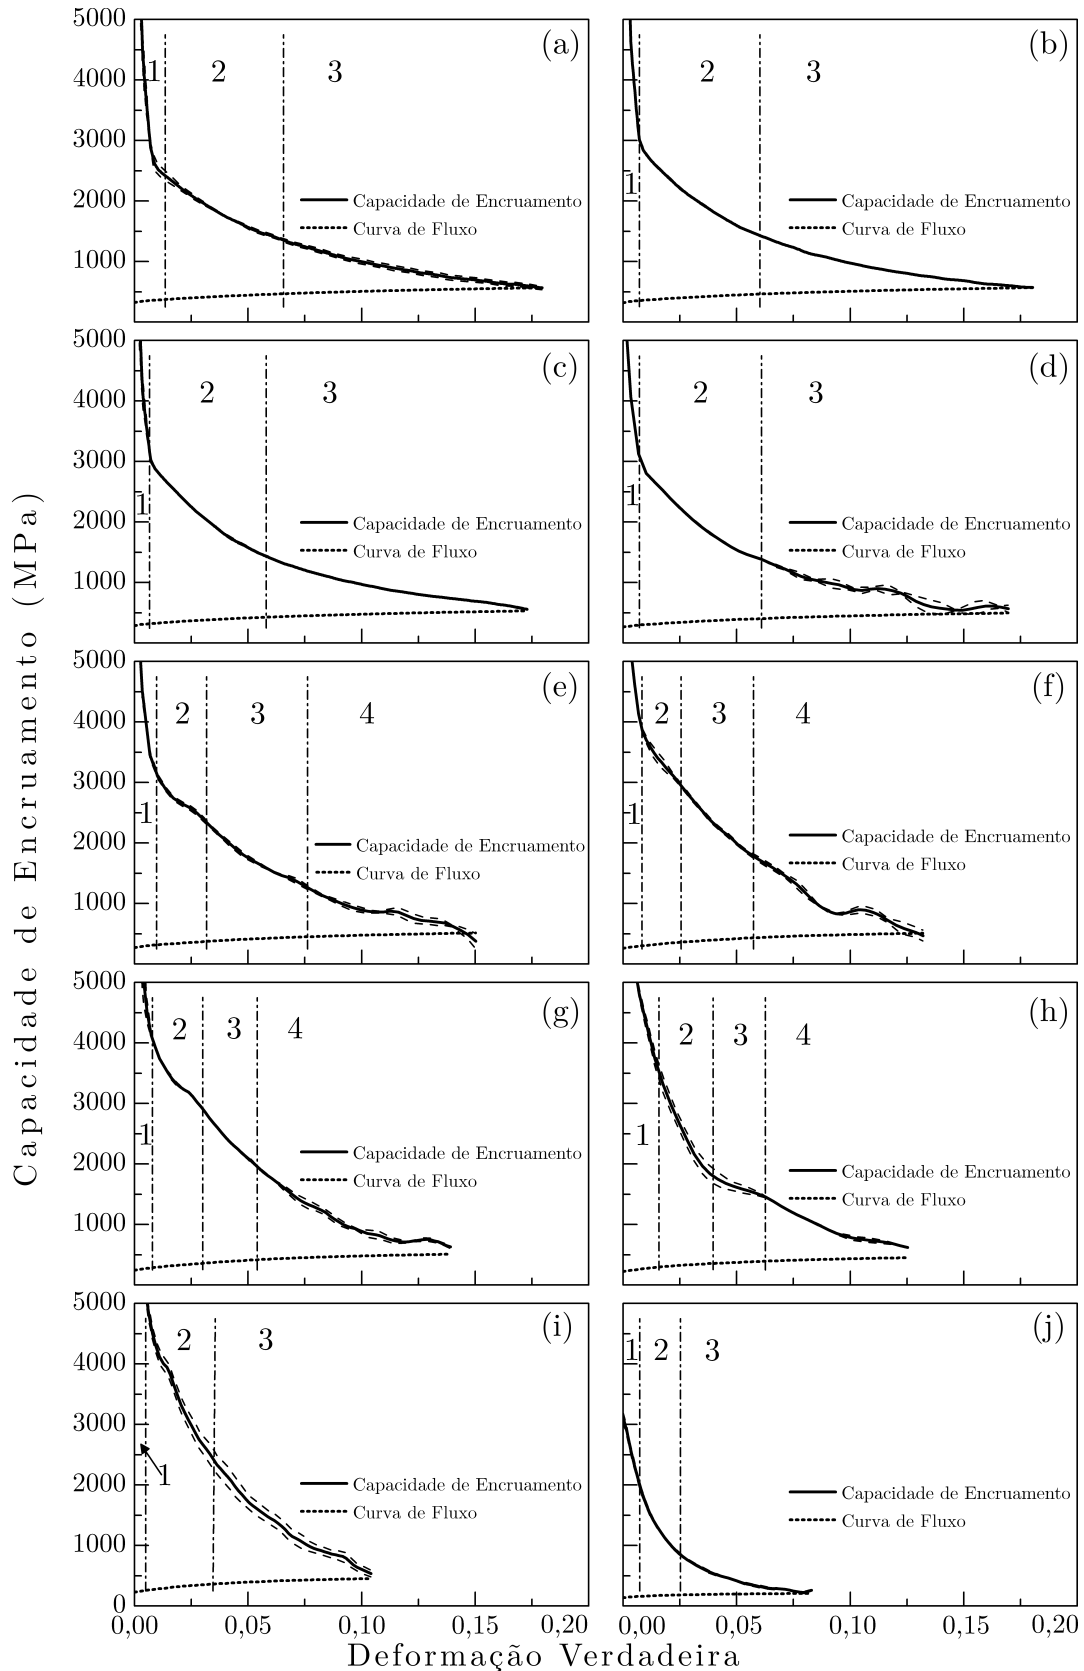 Capacidade de Encruamento (MPa)
5000
4000
3000
2000
1000
1
2
3
(a)
Capacidade de Encruamento
Curva de Fluxo
1
2
3
(b)
Capacidade de Encruamento
Curva de Fluxo
5000
4000
3000
2000
1000
1
2
3
(c)
Capacidade de Encruamento
Curva de Fluxo
1
2
3
(d)
Capacidade de Encruamento
Curva de Fluxo
5000
4000
3000
2000
1000
1
2
3
4
(e)
Capacidade de Encruamento
Curva de Fluxo
1
2
3
4
(f)
Capacidade de Encruamento
Curva de Fluxo
5000
4000
3000
2000
1000
1
2
3
4
(g)
Capacidade de Encruamento
Curva de Fluxo
1
2
3
4
(h)
Capacidade de Encruamento
Curva de Fluxo
5000
4000
3000
2000
1000
0
1
2
3
(i)
Capacidade de Encruamento
Curva de Fluxo
1
2
3
(j)
Capacidade de Encruamento
Curva de Fluxo
0,00 0,05 0,10 0,15 0,20
0,00 0,05 0,10 0,15 0,20
Deformação Verdadeira